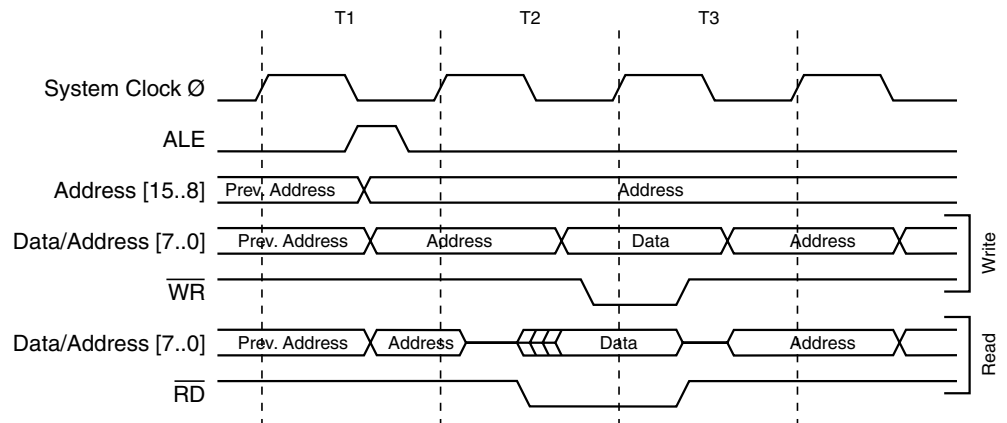 T1 T2 T3
System Clock Ø
ALE
Address [15..8] Prev. Address Address
Data/Address [7..0] Prev. Address Address Data Address
WR
Write
Data/Address [7..0] Prev. Address Address Data Address
RD
Read